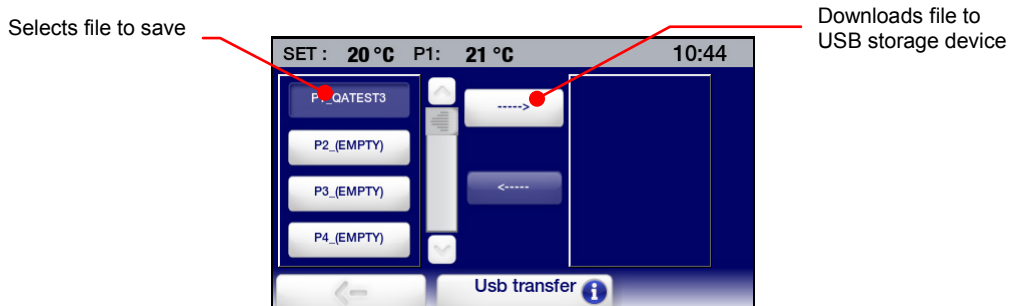 Selects file to save
Downloads file to
USB storage device
SET : 20 °C P1: 21 °C 10:44
P1_QATEST3
----->
P2_(EMPTY)
P3_(EMPTY)
<-----
P4_(EMPTY)
Usb transfer